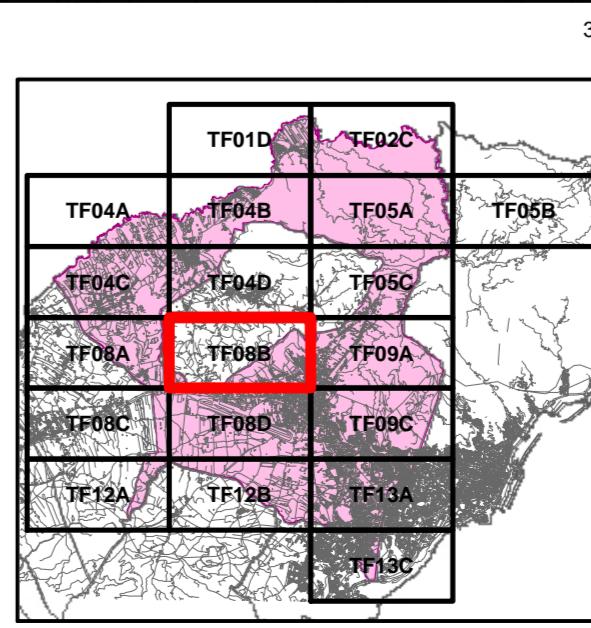 3
TF01D TF02C
TF04A TF04B TF05A TF05B
TF04C TF04D TF05C
TF08A TF08B TF09A
TF08C TF08D TF09C
TF12A TF12B TF13A
TF13C